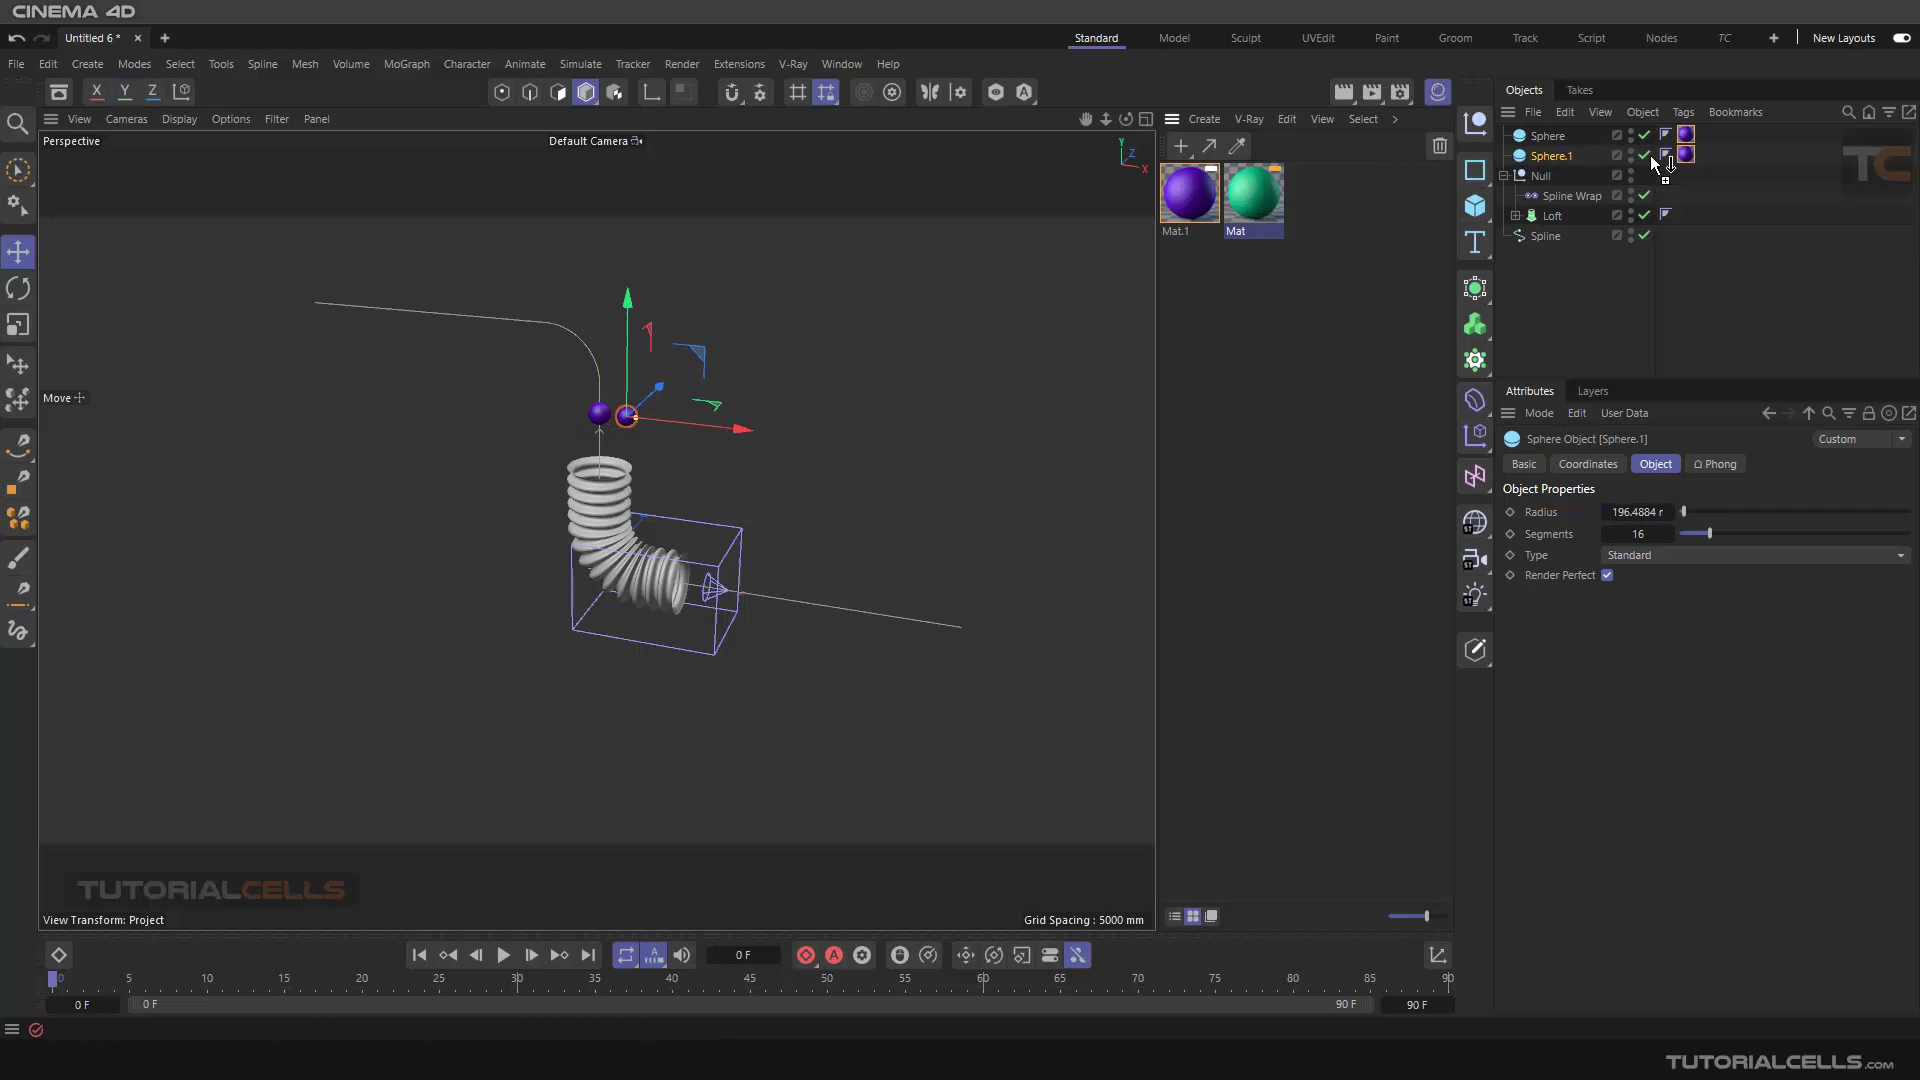 CINEMA 4D
Untitled 6 *
Standard
Model
Sculpt
UVEdit
Paint
Groom
Track
Script
Nodes
TC
New Layouts
File Edit Create Modes Select Tools Spline Mesh Volume MoGraph Character Animate Simulate Tracker Render Extensions V-Ray Window Help
X Y Z
Objects Takes
View Cameras Display Options Filter Panel
Create V-Ray Edit View Select
File Edit View Object Tags Bookmarks
Perspective
Default Camera
Y
Z
X
Sphere
Sphere.1
Null
Spline Wrap
Loft
Spline
TC
Mat.1
Mat
Move
Attributes Layers
Mode Edit User Data
Sphere Object [Sphere.1]
Custom
Basic Coordinates Object Phong
Object Properties
Radius 196.4884 r
Segments 16
Type Standard
Render Perfect
ST
ST
ST
TUTORIALCELLS
View Transform: Project
Grid Spacing : 5000 mm
0 F
0 5 10 15 20 25 30 35 40 45 50 55 60 65 70 75 80 85 90
0 F
0 F
90 F
90 F
TUTORIALCELLS.COM